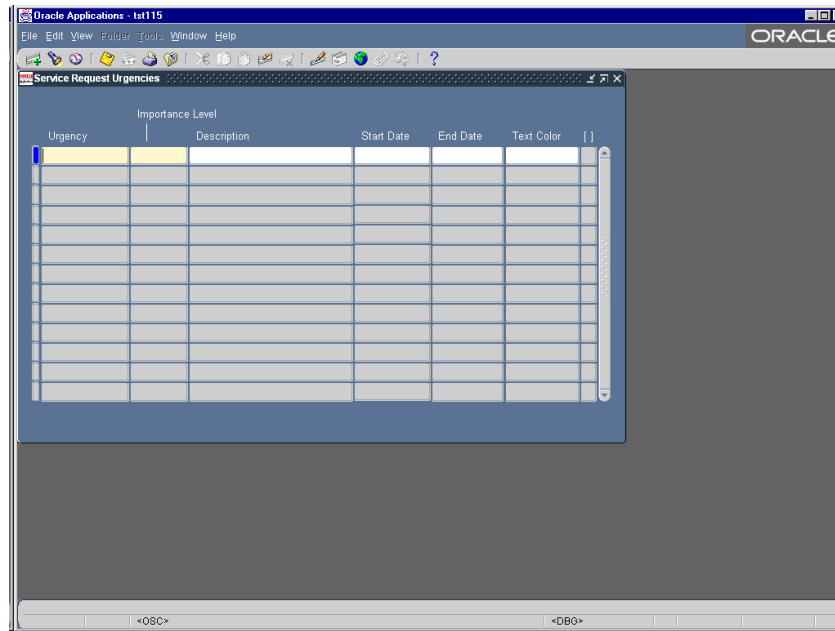 Oracle Applications - tst115
File Edit View Folder Tools Window Help
ORACLE
Service Request Urgencies
Importance Level
Urgency Description Start Date End Date Text Color [ ]
<OSC> <DBG>